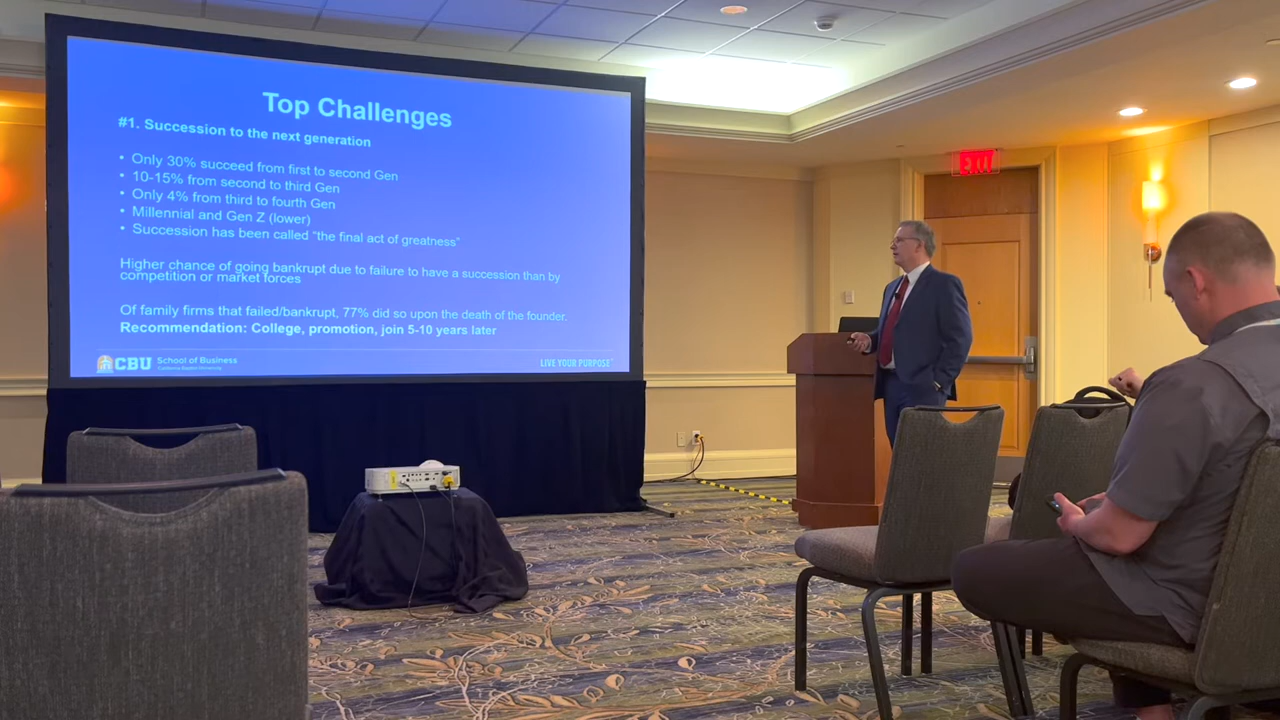 Top Challenges
#1. Succession to the next generation
• Only 30% succeed from first to second Gen
• 10-15% from second to third Gen
• Only 4% from third to fourth Gen
• Millennial and Gen Z (lower)
• Succession has been called "the final act of greatness"
Higher chance of going bankrupt due to failure to have a succession than by
competition or market forces
Of family firms that failed/bankrupt, 77% did so upon the death of the founder.
Recommendation: College, promotion, join 5-10 years later
CBU School of Business
California Baptist University
LIVE YOUR PURPOSE™
EXIT